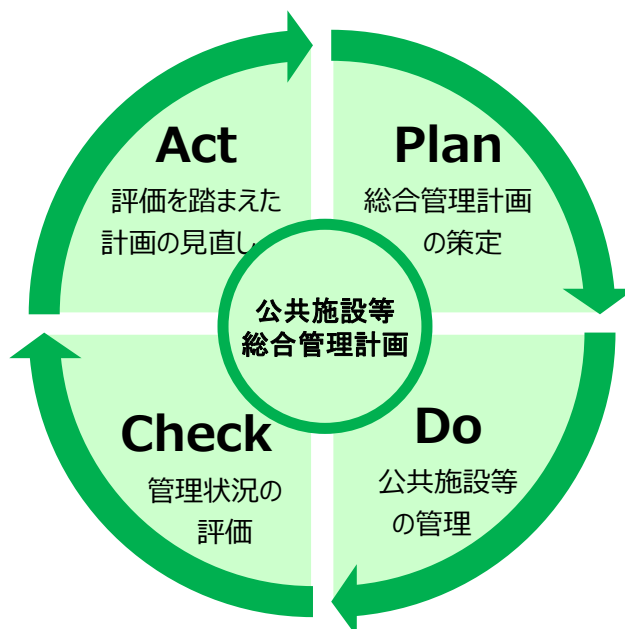 Act
評価を踏まえた
計画の見直し
Plan
総合管理計画
の策定
公共施設等
総合管理計画
Check
管理状況の
評価
Do
公共施設等
の管理